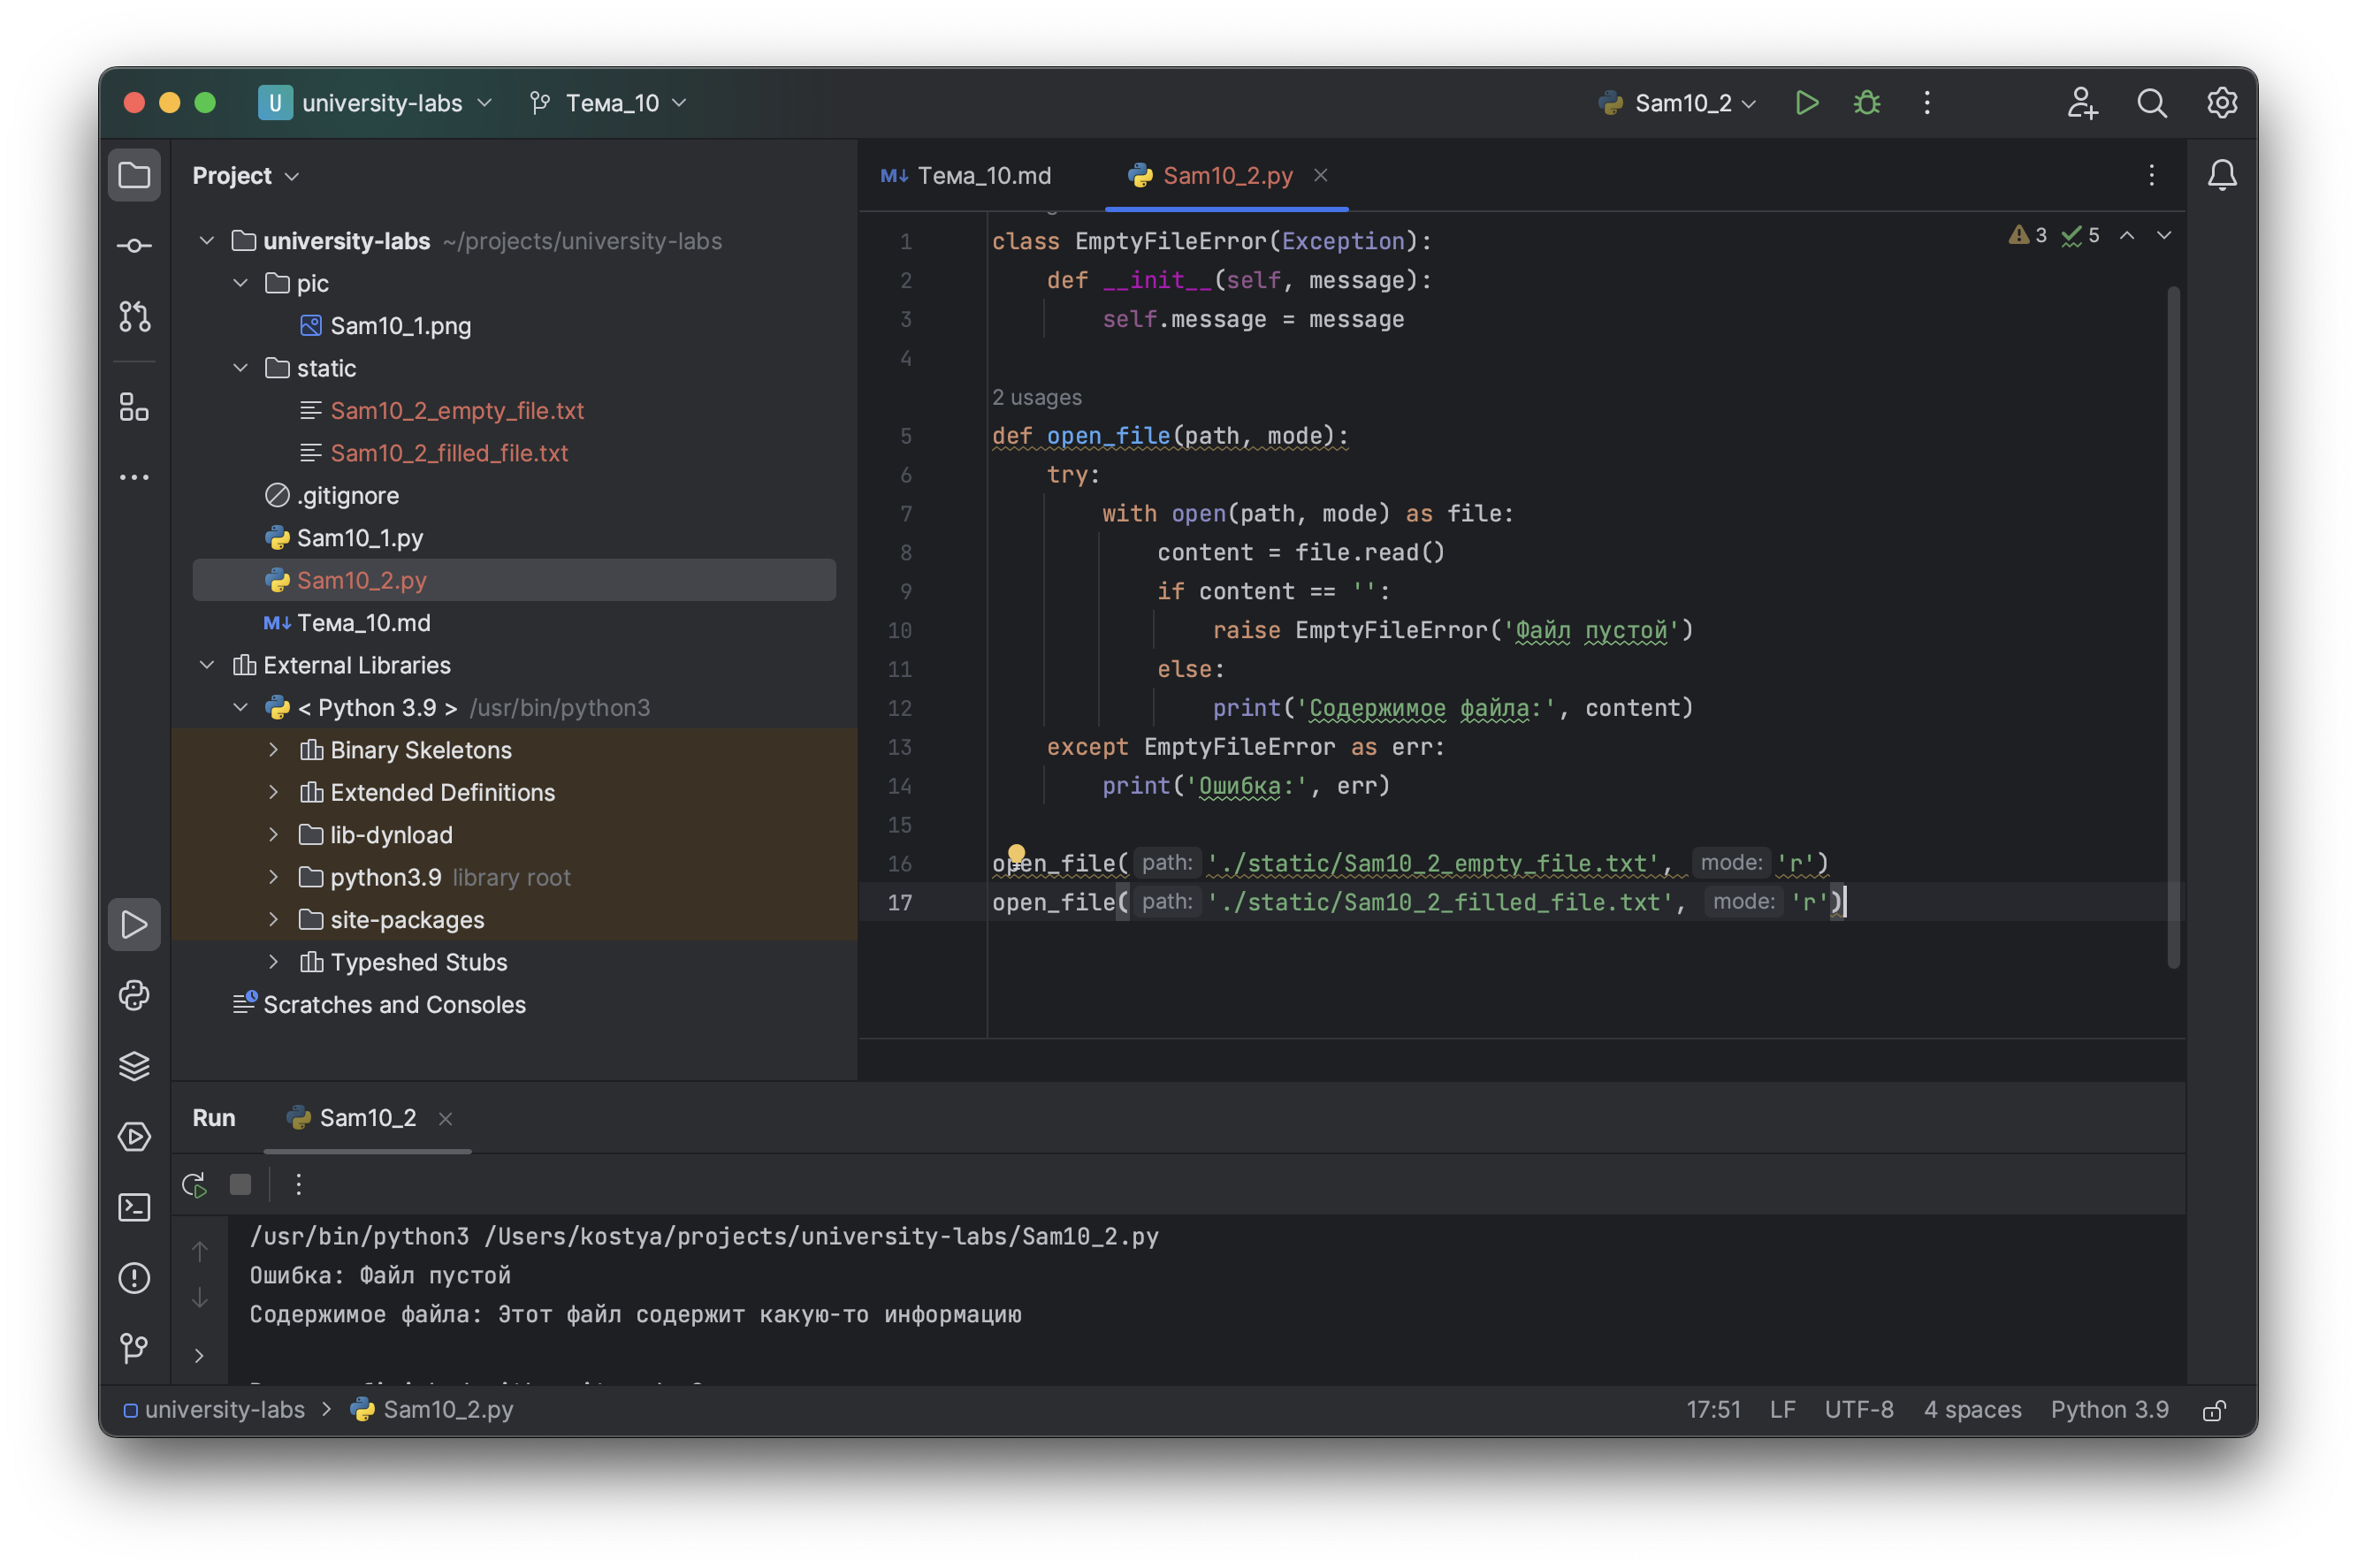 U university-labs Тема_10 Sam10_2
Project
university-labs ~/projects/university-labs
pic
Sam10_1.png
static
Sam10_2_empty_file.txt
Sam10_2_filled_file.txt
.gitignore
Sam10_1.py
Sam10_2.py
M↓ Тема_10.md
External Libraries
< Python 3.9 > /usr/bin/python3
Binary Skeletons
Extended Definitions
lib-dynload
python3.9 library root
site-packages
Typeshed Stubs
Scratches and Consoles
M↓ Тема_10.md Sam10_2.py
3 5
1 class EmptyFileError(Exception):
2 def __init__(self, message):
3 self.message = message
4
2 usages
5 def open_file(path, mode):
6 try:
7 with open(path, mode) as file:
8 content = file.read()
9 if content == '':
10 raise EmptyFileError('Файл пустой')
11 else:
12 print('Содержимое файла:', content)
13 except EmptyFileError as err:
14 print('Ошибка:', err)
15
16 open_file( path: './static/Sam10_2_empty_file.txt', mode: 'r')
17 open_file( path: './static/Sam10_2_filled_file.txt', mode: 'r')
Run Sam10_2
/usr/bin/python3 /Users/kostya/projects/university-labs/Sam10_2.py
Ошибка: Файл пустой
Содержимое файла: Этот файл содержит какую-то информацию
university-labs > Sam10_2.py 17:51 LF UTF-8 4 spaces Python 3.9